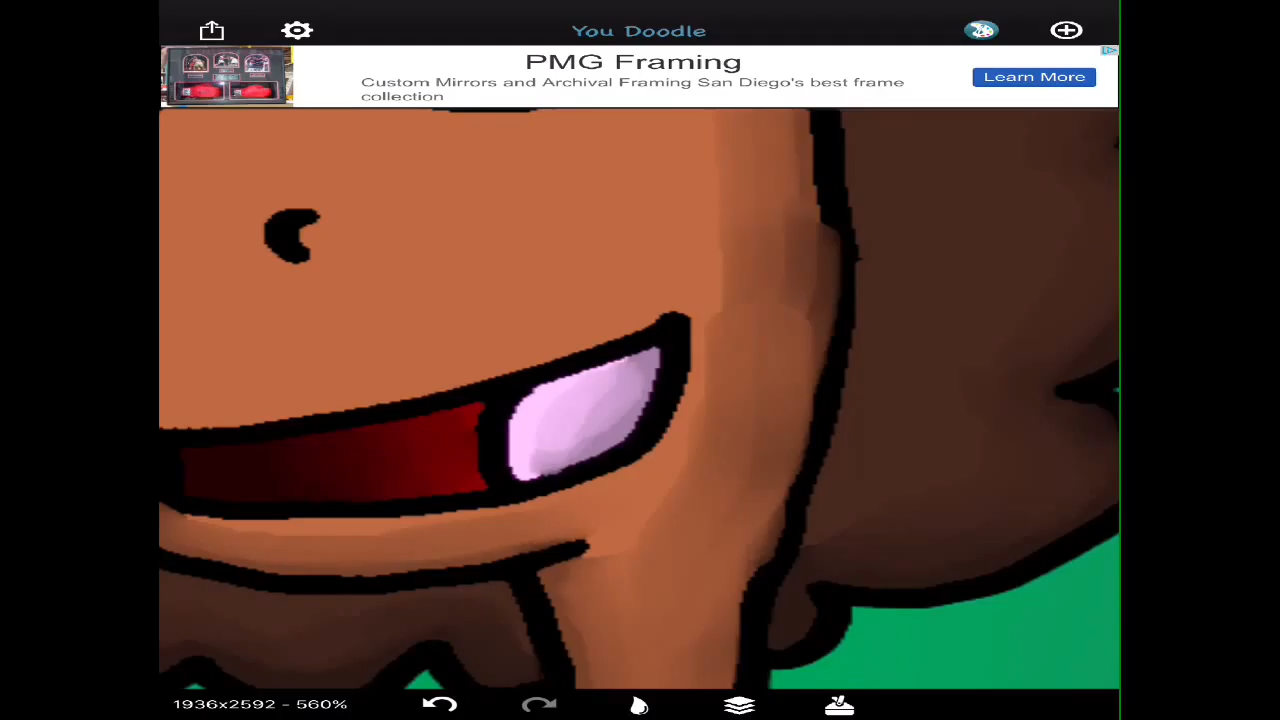 You Doodle
PMG Framing
Custom Mirrors and Archival Framing San Diego's best frame
collection
Learn More
1936x2592 - 560%